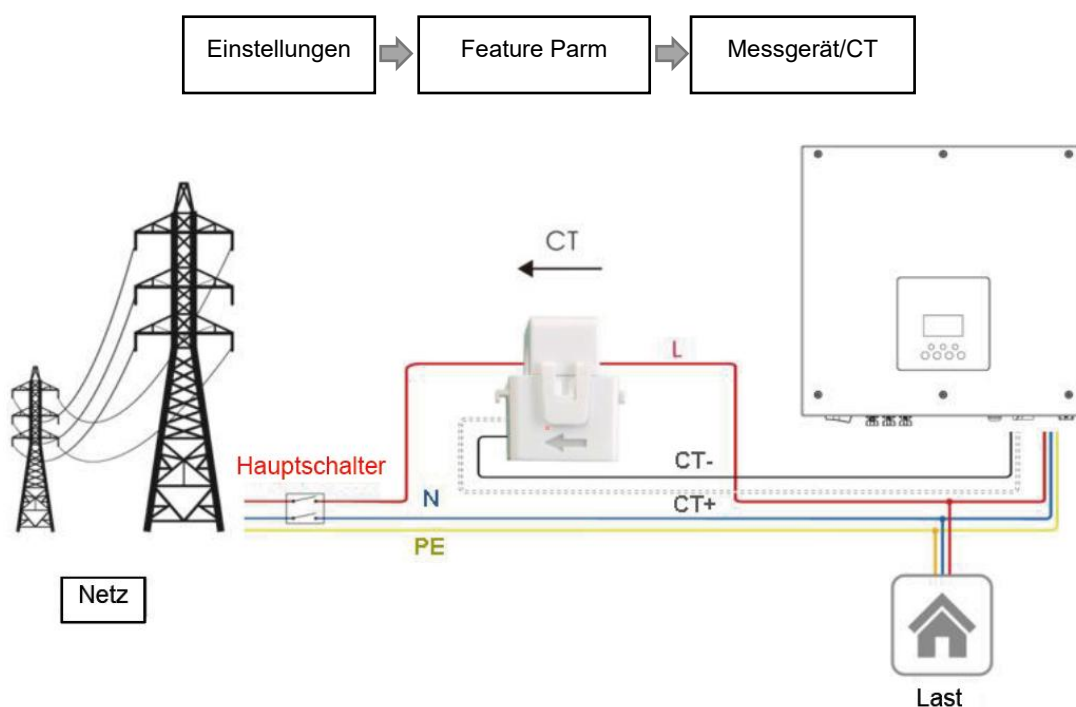 Einstellungen
Feature Parm
Messgerät/CT
CT
L
Hauptschalter
CT-
N
CT+
PE
Netz
Last